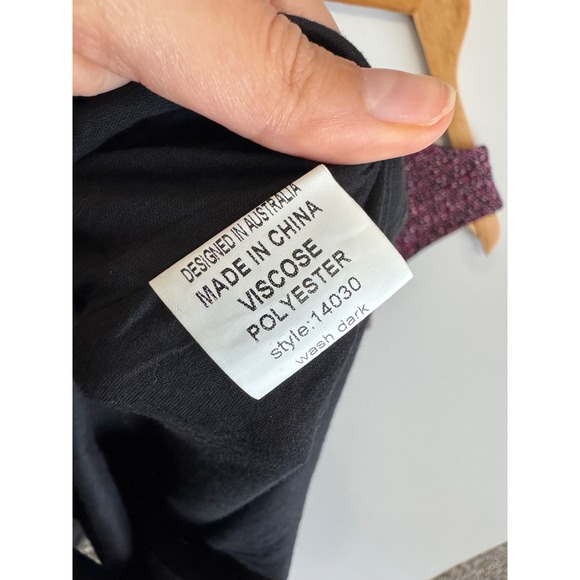 DESIGNED IN AUSTRALIA
MADE IN CHINA
VISCOSE
POLYESTER
style:14030
wash dark